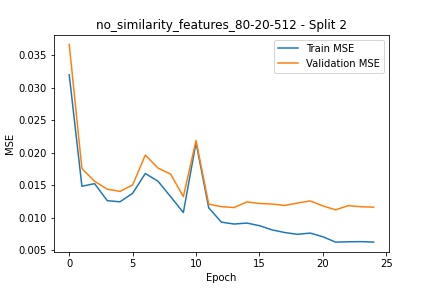 no_similarity_features_80-20-512 - Split 2
Train MSE
Validation MSE
0.035
0.030
0.025
0.020
0.015
0.010
0.005
MSE
0 5 10 15 20 25
Epoch